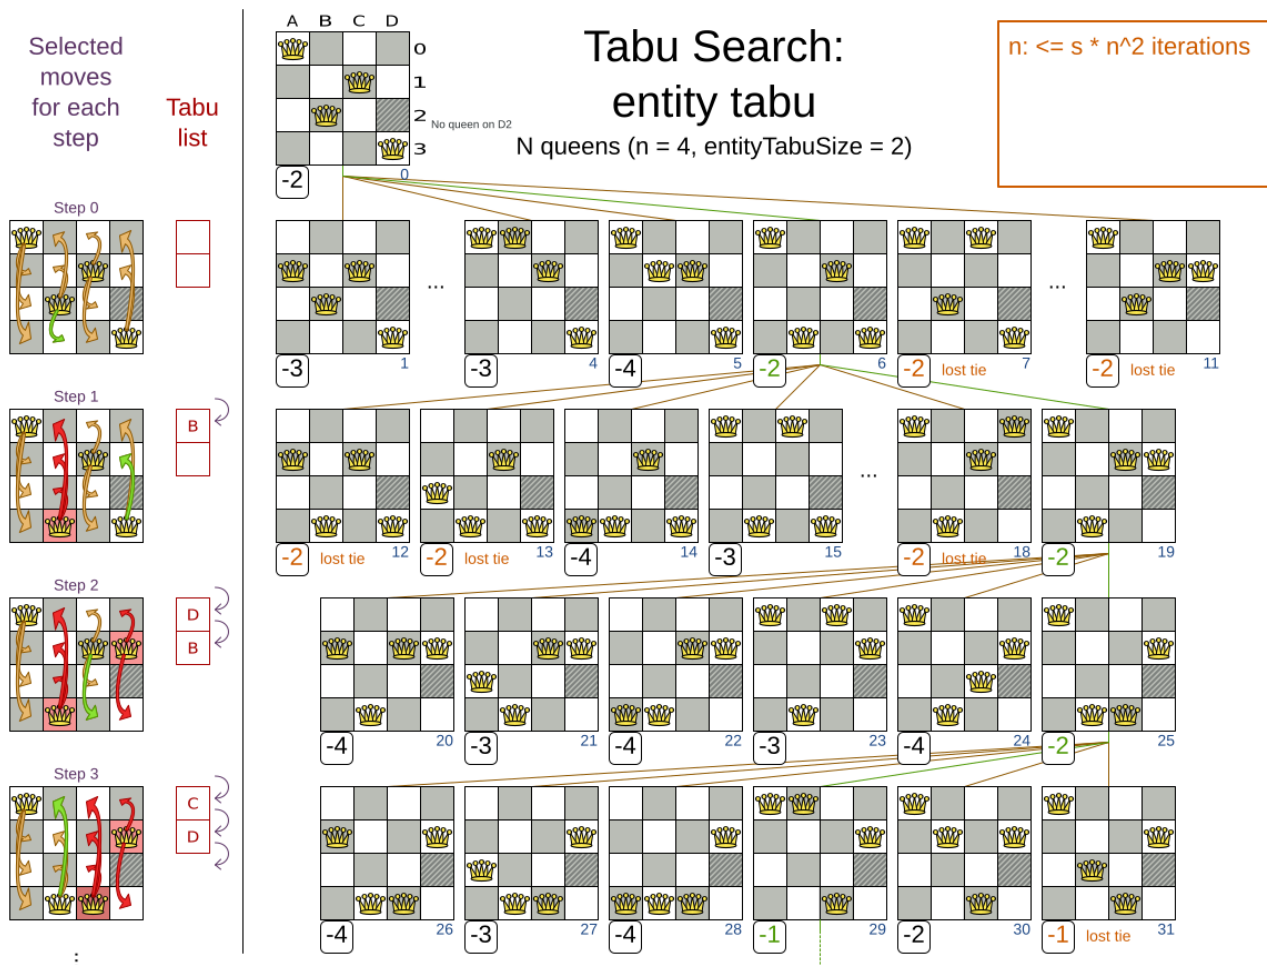 Selected
moves
for each
step
Tabu
list
A B C D
0
1
2
3
No queen on D2
-2
0
Tabu Search:
entity tabu
N queens (n = 4, entityTabuSize = 2)
n: <= s * n^2 iterations
Step 0
... ...
-3 1
-3 4
-4 5
-2 6
-2 lost tie 7
-2 lost tie 11
Step 1
B
...
-2 lost tie 12
-2 lost tie 13
-4 14
-3 15
-2 lost tie 18
-2 19
Step 2
D
B
-4 20
-3 21
-4 22
-3 23
-4 24
-2 25
Step 3
C
D
-4 26
-3 27
-4 28
-1 29
-2 30
-1 lost tie 31
: